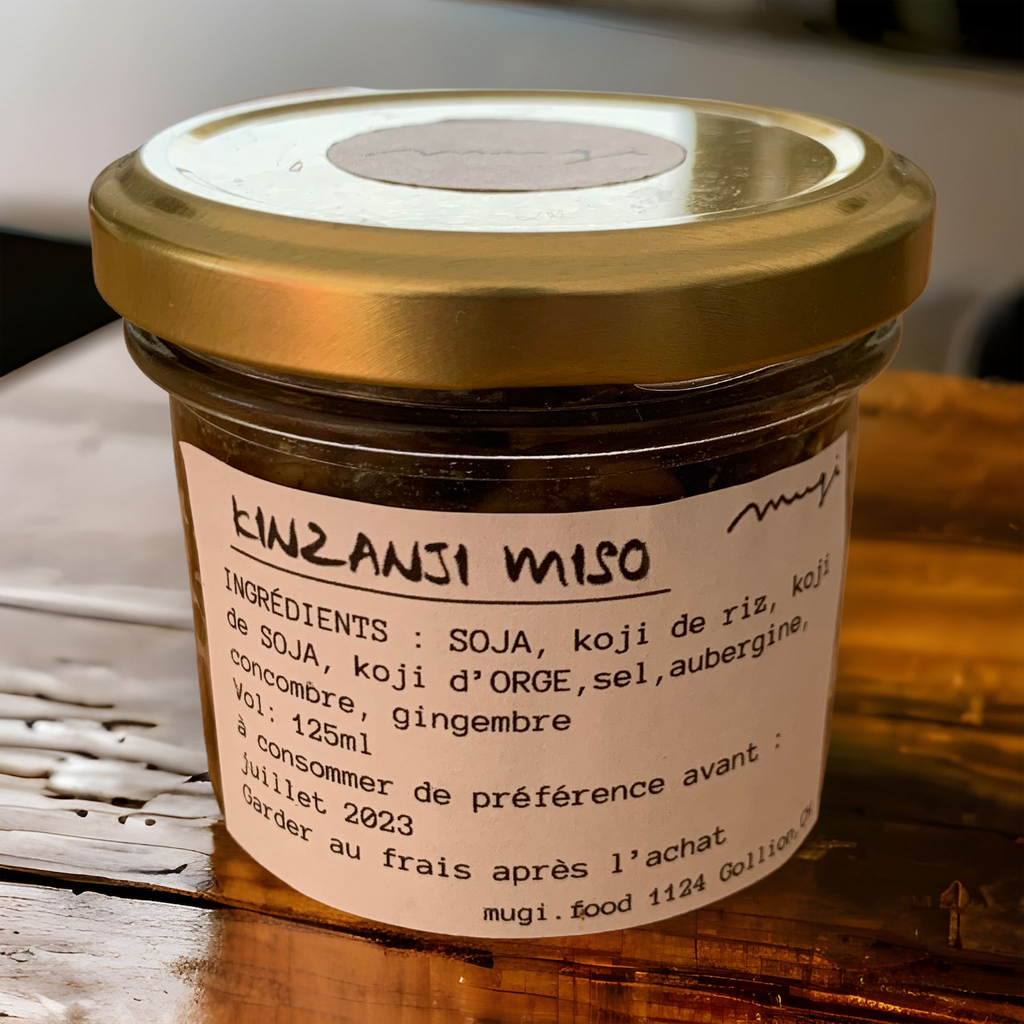 mugi
KINZANJI MISO
mugi
INGRÉDIENTS : SOJA, koji de riz, koji
de SOJA, koji d'ORGE,sel,aubergine,
concombre, gingembre
Vol: 125ml
à consommer de préférence avant :
juillet 2023
Garder au frais après l'achat
mugi.food 1124 Gollion, CH